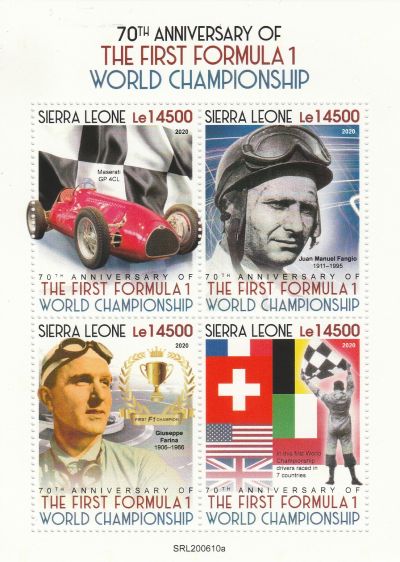 70TH ANNIVERSARY OF
THE FIRST FORMULA 1
WORLD CHAMPIONSHIP
SIERRA LEONE Le14500
2020
Maserati
GP 4CL
70TH ANNIVERSARY OF
THE FIRST FORMULA 1
WORLD CHAMPIONSHIP
SIERRA LEONE Le14500
2020
Juan Manuel Fangio
1911-1995
70TH ANNIVERSARY OF
THE FIRST FORMULA 1
WORLD CHAMPIONSHIP
SIERRA LEONE Le14500
2020
FIRST F1 CHAMPION
Giuseppe
Farina
1906-1966
70TH ANNIVERSARY OF
THE FIRST FORMULA 1
WORLD CHAMPIONSHIP
SIERRA LEONE Le14500
2020
In this first World
Championship
drivers raced in
7 countries
70TH ANNIVERSARY OF
THE FIRST FORMULA 1
WORLD CHAMPIONSHIP
SRL200610a